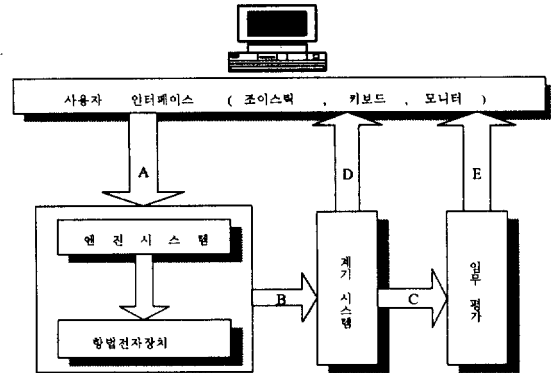 사용자 인터페이스 ( 조이스틱 , 키보드 , 모니터 )
A
D
E
엔 진 시 스 템
항법전자장치
B
계기 시스템
C
임무 평가